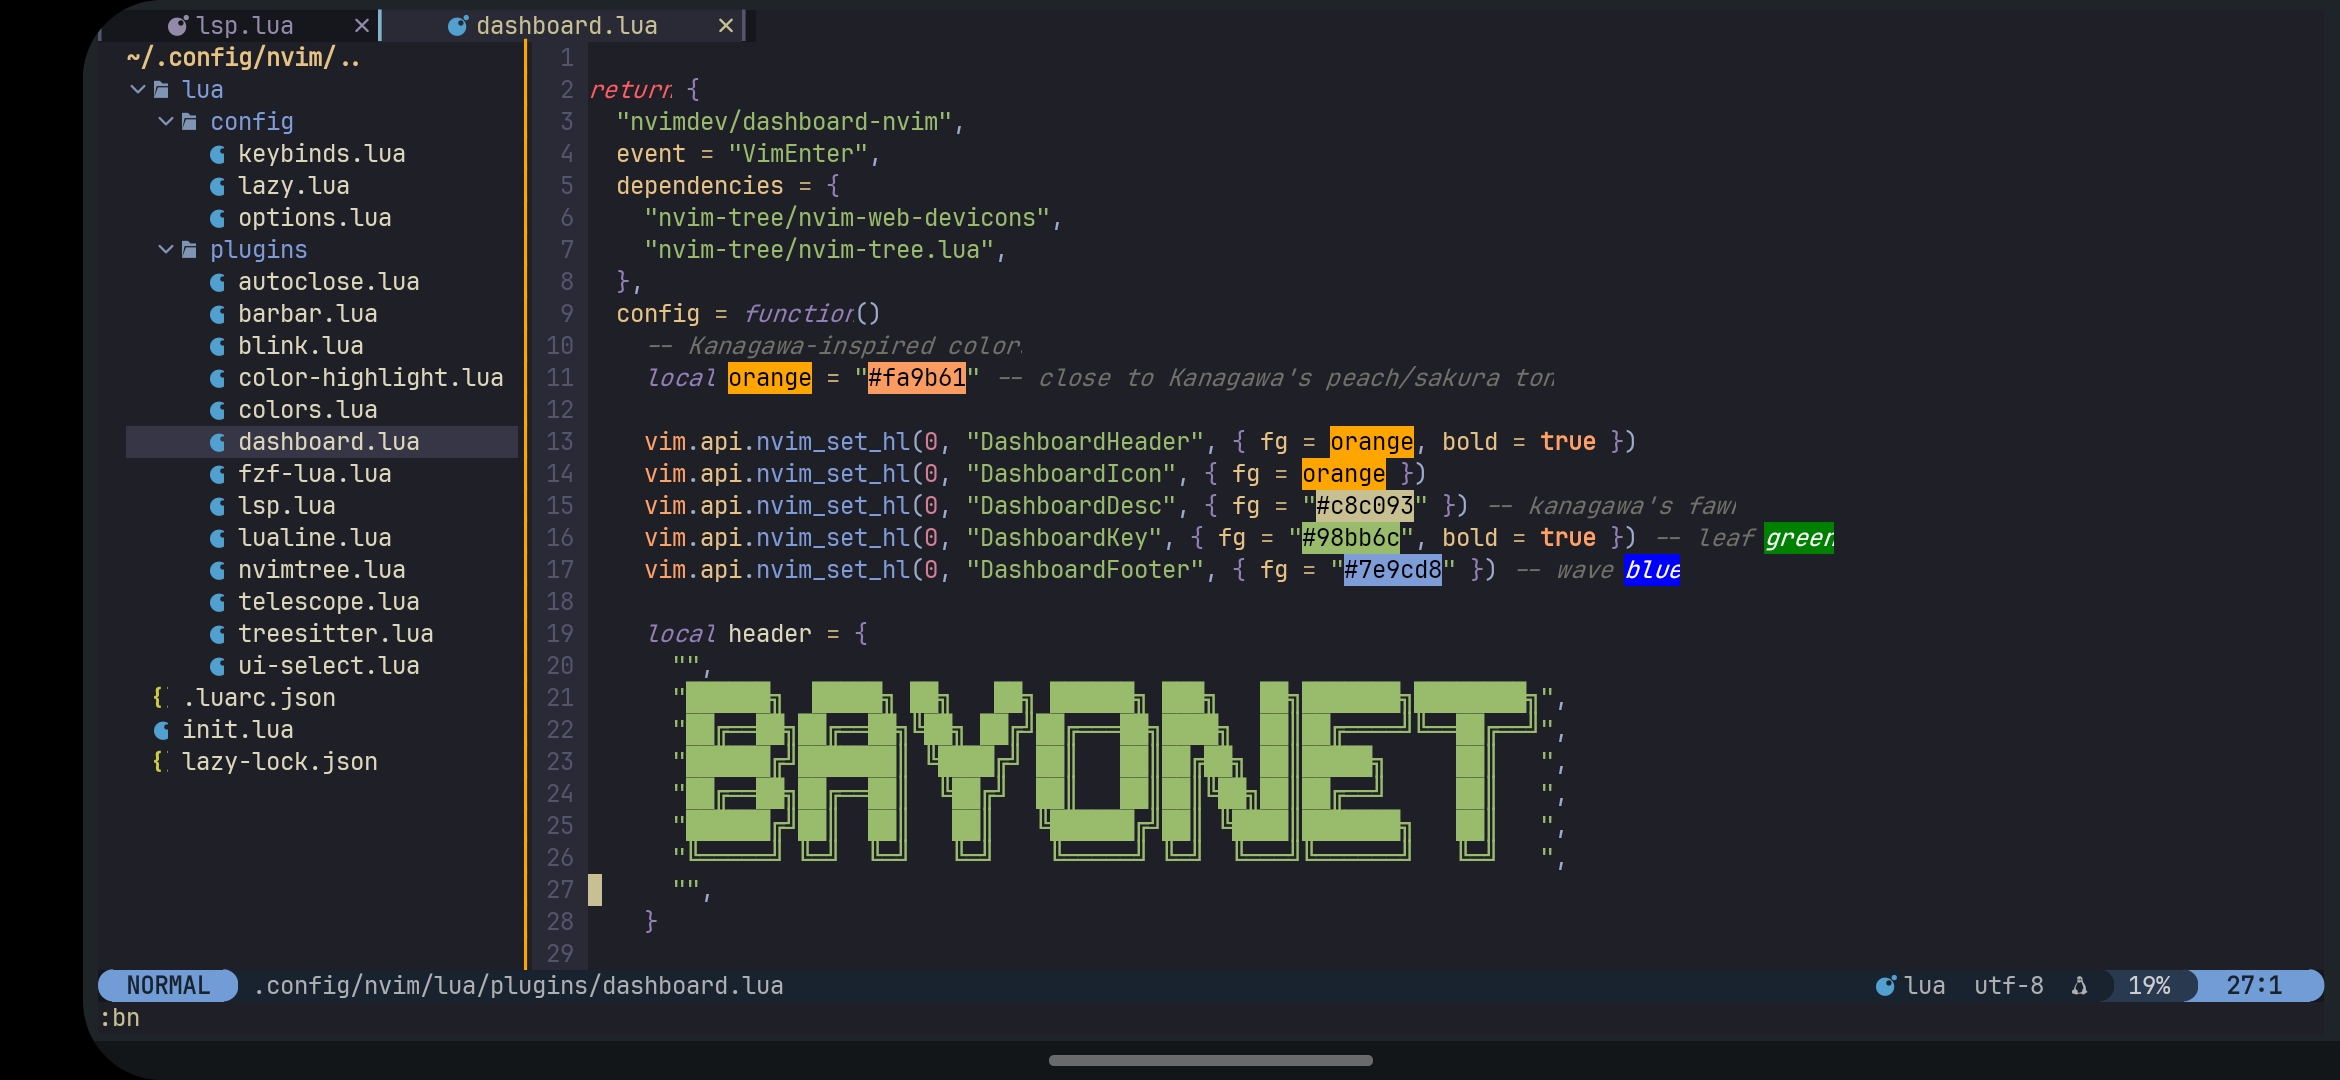 lsp.lua ✕ dashboard.lua ✕
~/.config/nvim/..
lua
config
keybinds.lua
lazy.lua
options.lua
plugins
autoclose.lua
barbar.lua
blink.lua
color-highlight.lua
colors.lua
dashboard.lua
fzf-lua.lua
lsp.lua
lualine.lua
nvimtree.lua
telescope.lua
treesitter.lua
ui-select.lua
{} .luarc.json
init.lua
{} lazy-lock.json
1
2 return {
3 "nvimdev/dashboard-nvim",
4 event = "VimEnter",
5 dependencies = {
6 "nvim-tree/nvim-web-devicons",
7 "nvim-tree/nvim-tree.lua",
8 },
9 config = function()
10 -- Kanagawa-inspired color
11 local orange = "#fa9b61" -- close to Kanagawa's peach/sakura ton
12
13 vim.api.nvim_set_hl(0, "DashboardHeader", { fg = orange, bold = true })
14 vim.api.nvim_set_hl(0, "DashboardIcon", { fg = orange })
15 vim.api.nvim_set_hl(0, "DashboardDesc", { fg = "#c8c093" }) -- kanagawa's faw
16 vim.api.nvim_set_hl(0, "DashboardKey", { fg = "#98bb6c", bold = true }) -- leaf green
17 vim.api.nvim_set_hl(0, "DashboardFooter", { fg = "#7e9cd8" }) -- wave blue
18
19 local header = {
20 "",
21 " ",
22 " ",
23 " ",
24 " ",
25 " ",
26 " ",
27 "",
28 }
29
NORMAL .config/nvim/lua/plugins/dashboard.lua lua utf-8 19% 27:1
:bn